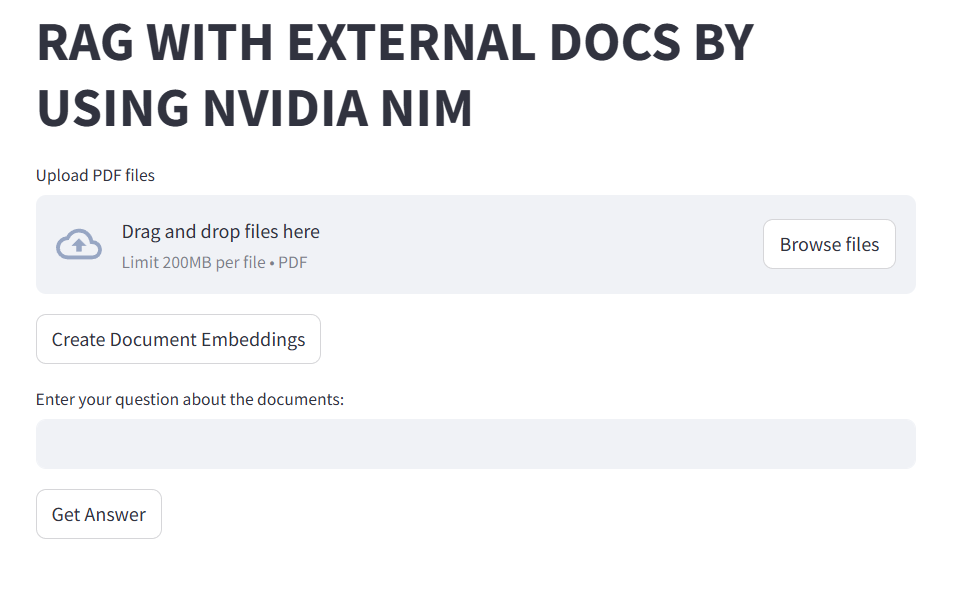 RAG WITH EXTERNAL DOCS BY
USING NVIDIA NIM
Upload PDF files
Drag and drop files here
Limit 200MB per file • PDF
Browse files
Create Document Embeddings
Enter your question about the documents:
Get Answer